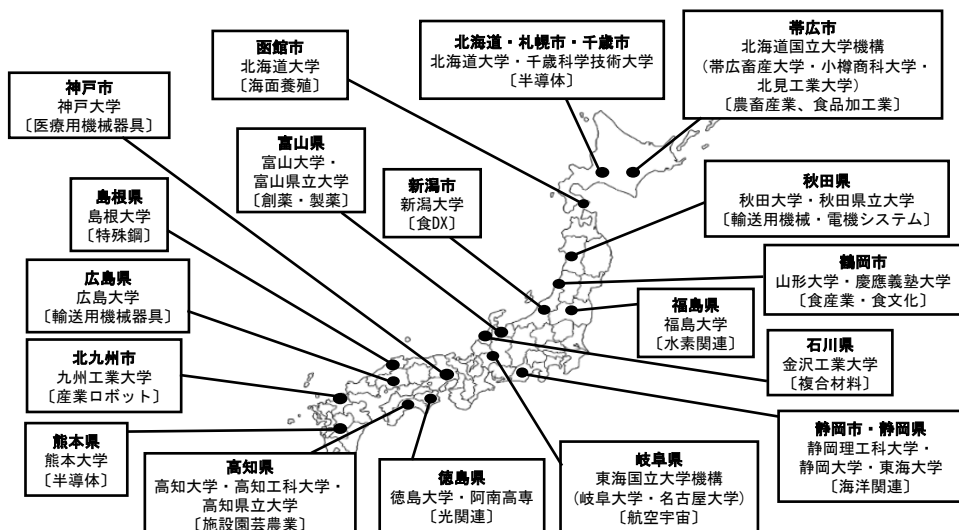 函館市
北海道大学
〔海面養殖〕
北海道・札幌市・千歳市
北海道大学・千歳科学技術大学
〔半導体〕
帯広市
北海道国立大学機構
(帯広畜産大学・小樽商科大学・
北見工業大学)
〔農畜産業、食品加工業〕
神戸市
神戸大学
〔医療用機械器具〕
富山県
富山大学・
富山県立大学
〔創薬・製薬〕
新潟市
新潟大学
〔食DX〕
秋田県
秋田大学・秋田県立大学
〔輸送用機械・電機システム〕
島根県
島根大学
〔特殊鋼〕
鶴岡市
山形大学・慶應義塾大学
〔食産業・食文化〕
広島県
広島大学
〔輸送用機械器具〕
福島県
福島大学
〔水素関連〕
石川県
金沢工業大学
〔複合材料〕
北九州市
九州工業大学
〔産業ロボット〕
静岡市・静岡県
静岡理工科大学・
静岡大学・東海大学
〔海洋関連〕
熊本県
熊本大学
〔半導体〕
高知県
高知大学・高知工科大学・
高知県立大学
〔施設園芸農業〕
徳島県
徳島大学・阿南高専
〔光関連〕
岐阜県
東海国立大学機構
(岐阜大学・名古屋大学)
〔航空宇宙〕